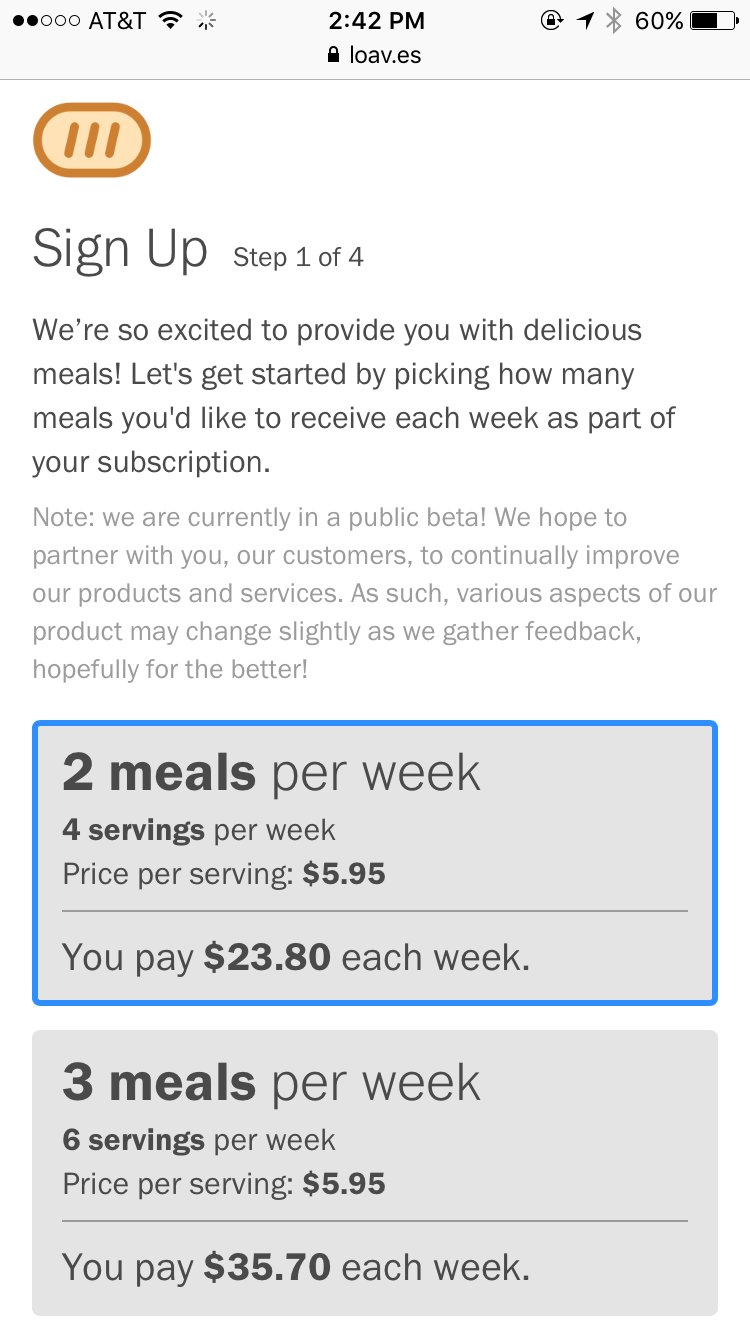 AT&T 2:42 PM 60%
loav.es
Sign Up Step 1 of 4
We’re so excited to provide you with delicious
meals! Let's get started by picking how many
meals you'd like to receive each week as part of
your subscription.
Note: we are currently in a public beta! We hope to
partner with you, our customers, to continually improve
our products and services. As such, various aspects of our
product may change slightly as we gather feedback,
hopefully for the better!
2 meals per week
4 servings per week
Price per serving: $5.95
You pay $23.80 each week.
3 meals per week
6 servings per week
Price per serving: $5.95
You pay $35.70 each week.